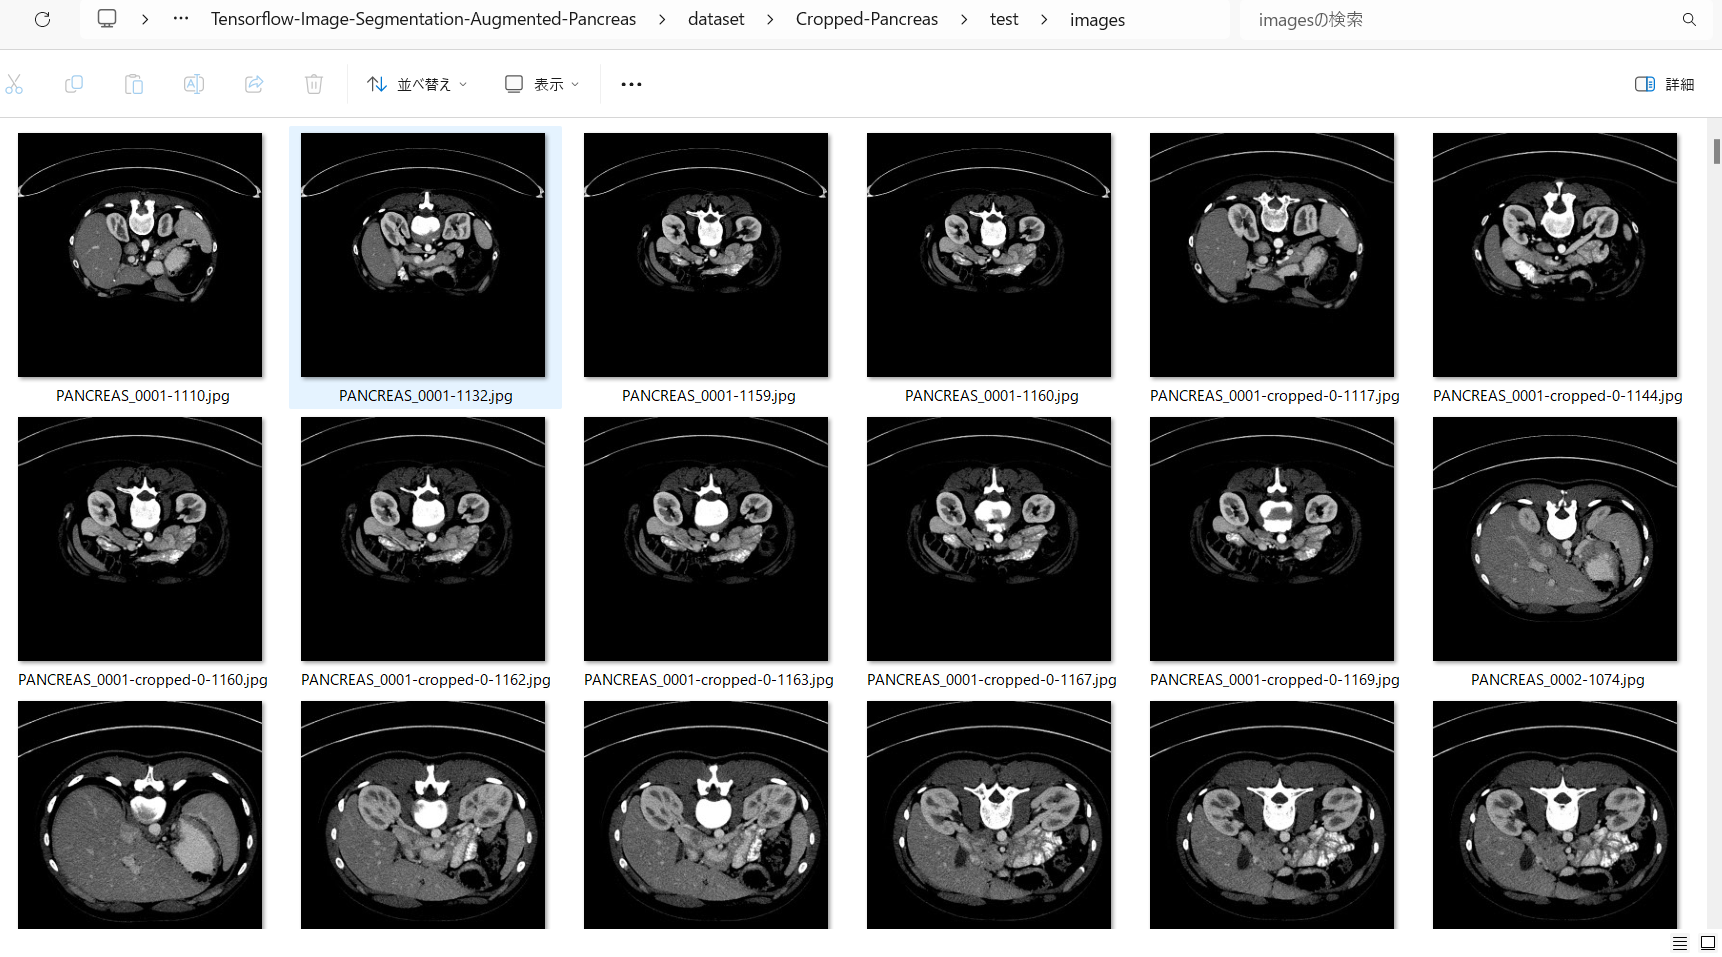 Tensorflow-Image-Segmentation-Augmented-Pancreas > dataset > Cropped-Pancreas > test > images
imagesの検索
並べ替え
表示
詳細
PANCREAS_0001-1110.jpg
PANCREAS_0001-1132.jpg
PANCREAS_0001-1159.jpg
PANCREAS_0001-1160.jpg
PANCREAS_0001-cropped-0-1117.jpg
PANCREAS_0001-cropped-0-1144.jpg
PANCREAS_0001-cropped-0-1160.jpg
PANCREAS_0001-cropped-0-1162.jpg
PANCREAS_0001-cropped-0-1163.jpg
PANCREAS_0001-cropped-0-1167.jpg
PANCREAS_0001-cropped-0-1169.jpg
PANCREAS_0002-1074.jpg